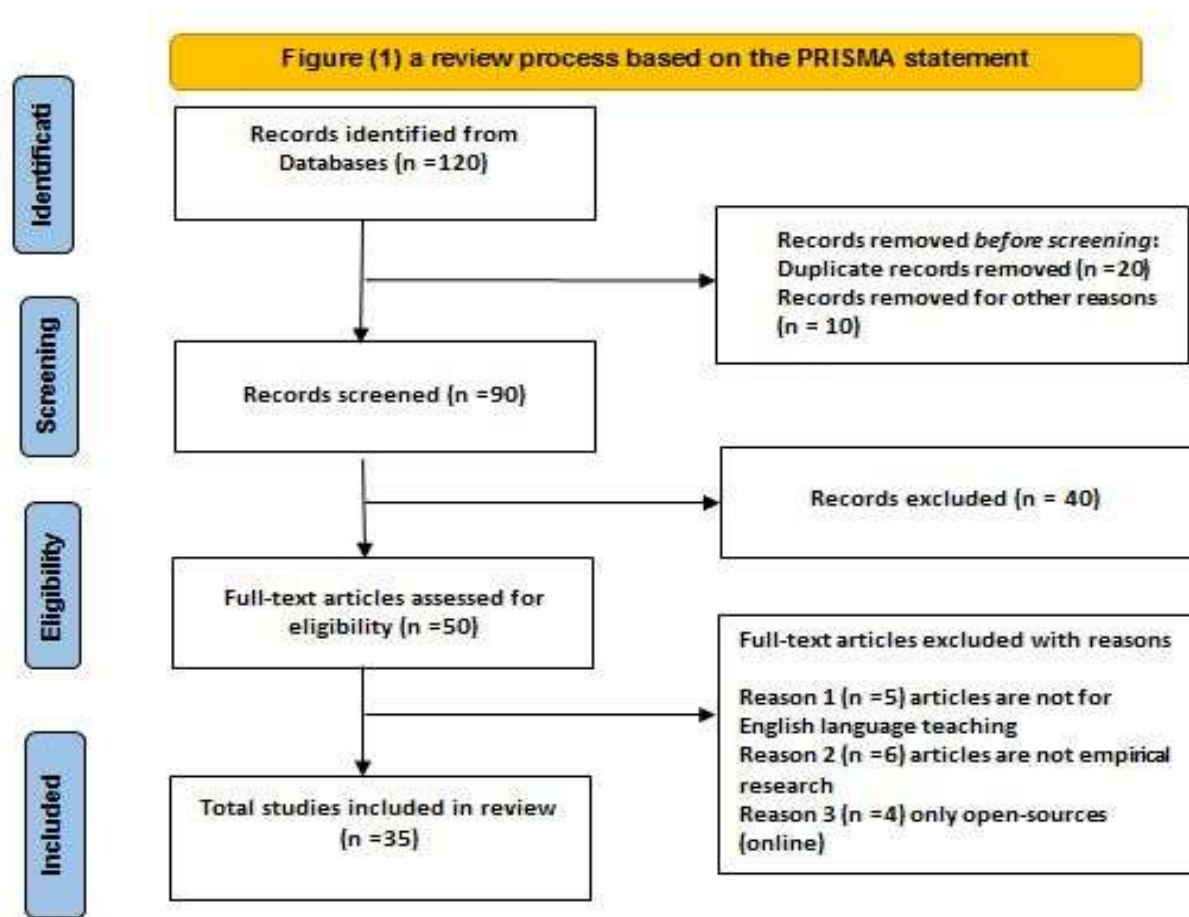 Figure (1) a review process based on the PRISMA statement
Identificati
Records identified from
Databases (n =120)
Records removed before screening:
Duplicate records removed (n =20)
Records removed for other reasons
(n = 10)
Screening
Records screened (n =90)
Records excluded (n = 40)
Eligibility
Full-text articles assessed for
eligibility (n =50)
Full-text articles excluded with reasons
Reason 1 (n =5) articles are not for
English language teaching
Reason 2 (n =6) articles are not empirical
research
Reason 3 (n =4) only open-sources
(online)
Included
Total studies included in review
(n =35)